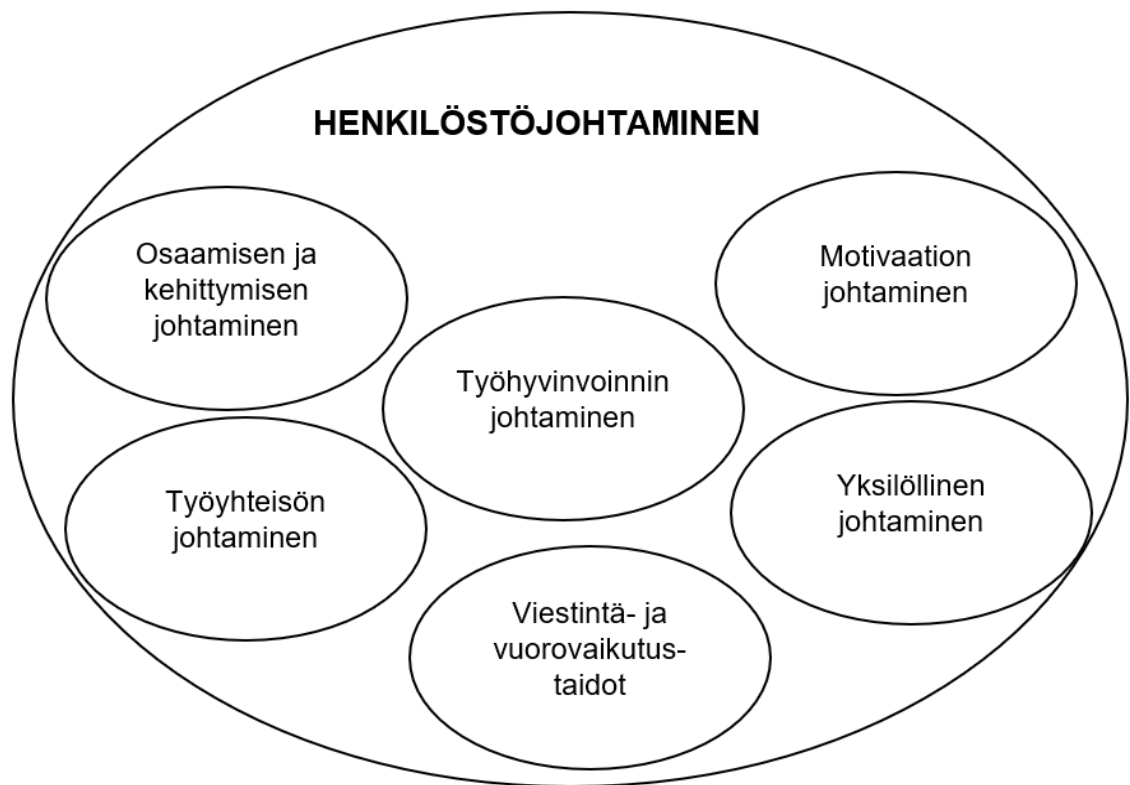 HENKILÖSTÖJOHTAMINEN
Osaamisen ja
kehittymisen
johtaminen
Motivaation
johtaminen
Työhyvinvoinnin
johtaminen
Työyhteisön
johtaminen
Yksilöllinen
johtaminen
Viestintä- ja
vuorovaikutus-
taidot